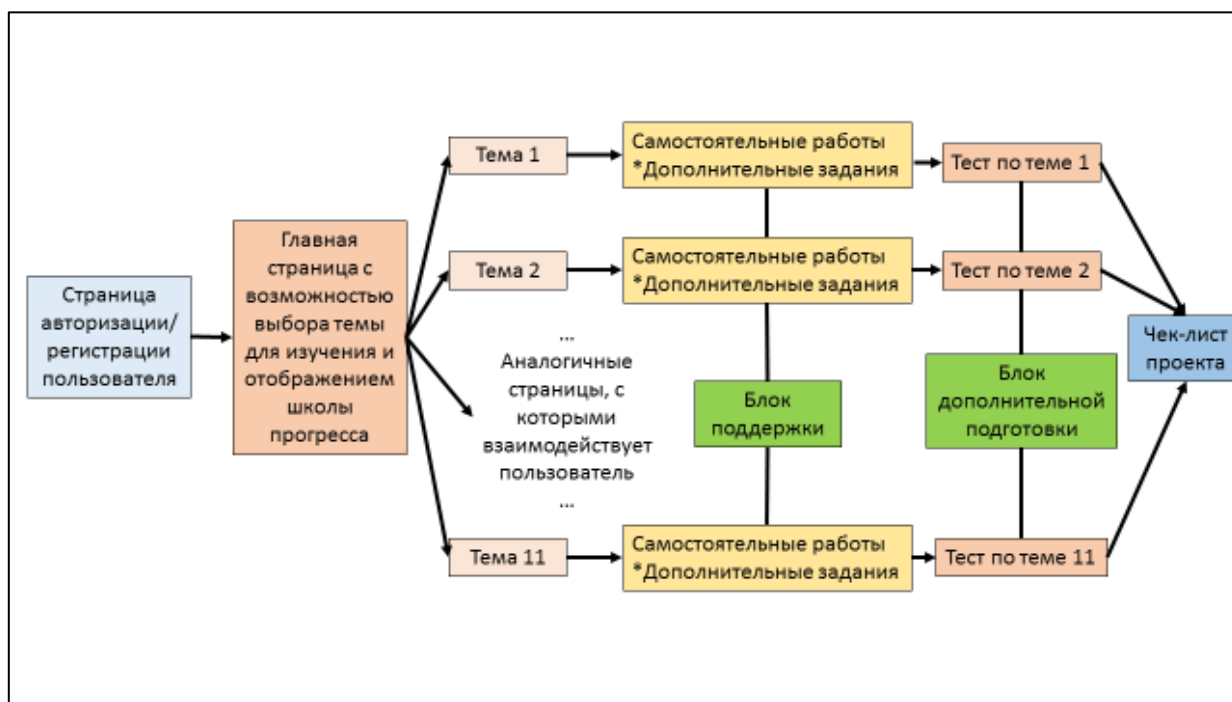 Страница
авторизации/
регистрации
пользователя
Главная
страница с
возможностью
выбора темы
для изучения и
отображением
школы
прогресса
Тема 1
Самостоятельные работы
*Дополнительные задания
Тест по теме 1
Тема 2
Самостоятельные работы
*Дополнительные задания
Тест по теме 2
...
Аналогичные
страницы, с
которыми
взаимодействует
пользователь
...
Блок
поддержки
Блок
дополнительной
подготовки
Тема 11
Самостоятельные работы
*Дополнительные задания
Тест по теме 11
Чек-лист
проекта